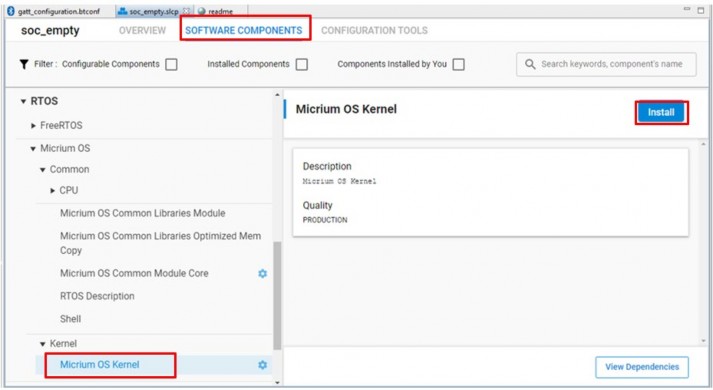 gatt_configuration.btconf
soc_empty.slcp
readme
soc_empty
OVERVIEW
SOFTWARE COMPONENTS
CONFIGURATION TOOLS
Filter : Configurable Components
Installed Components
Components Installed by You
Search keywords, component's name
RTOS
FreeRTOS
Micrium OS
Common
CPU
Micrium OS Common Libraries Module
Micrium OS Common Libraries Optimized Mem
Copy
Micrium OS Common Module Core
RTOS Description
Shell
Kernel
Micrium OS Kernel
Micrium OS Kernel
Install
Description
Micrium OS Kernel
Quality
PRODUCTION
View Dependencies